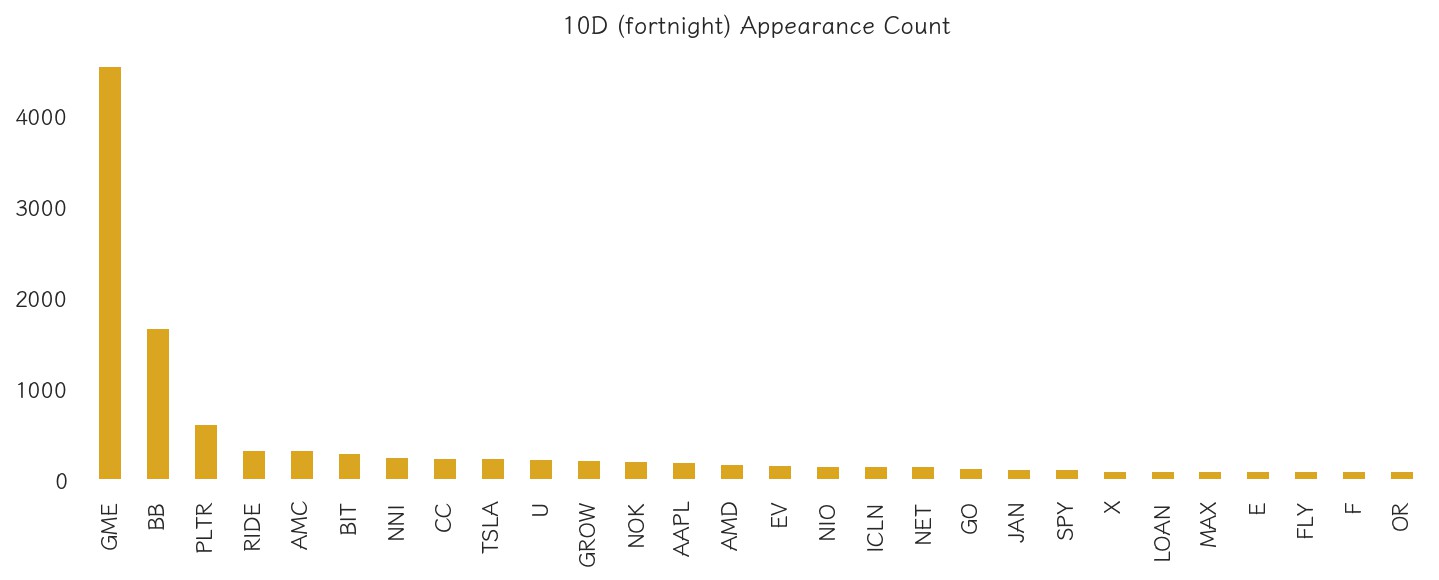 10D (fortnight) Appearance Count
4000
3000
2000
1000
0
GME
BB
PLTR
RIDE
AMC
BIT
NNI
CC
TSLA
U
GROW
NOK
AAPL
AMD
EV
NIO
ICLN
NET
GO
JAN
SPY
X
LOAN
MAX
E
FLY
F
OR